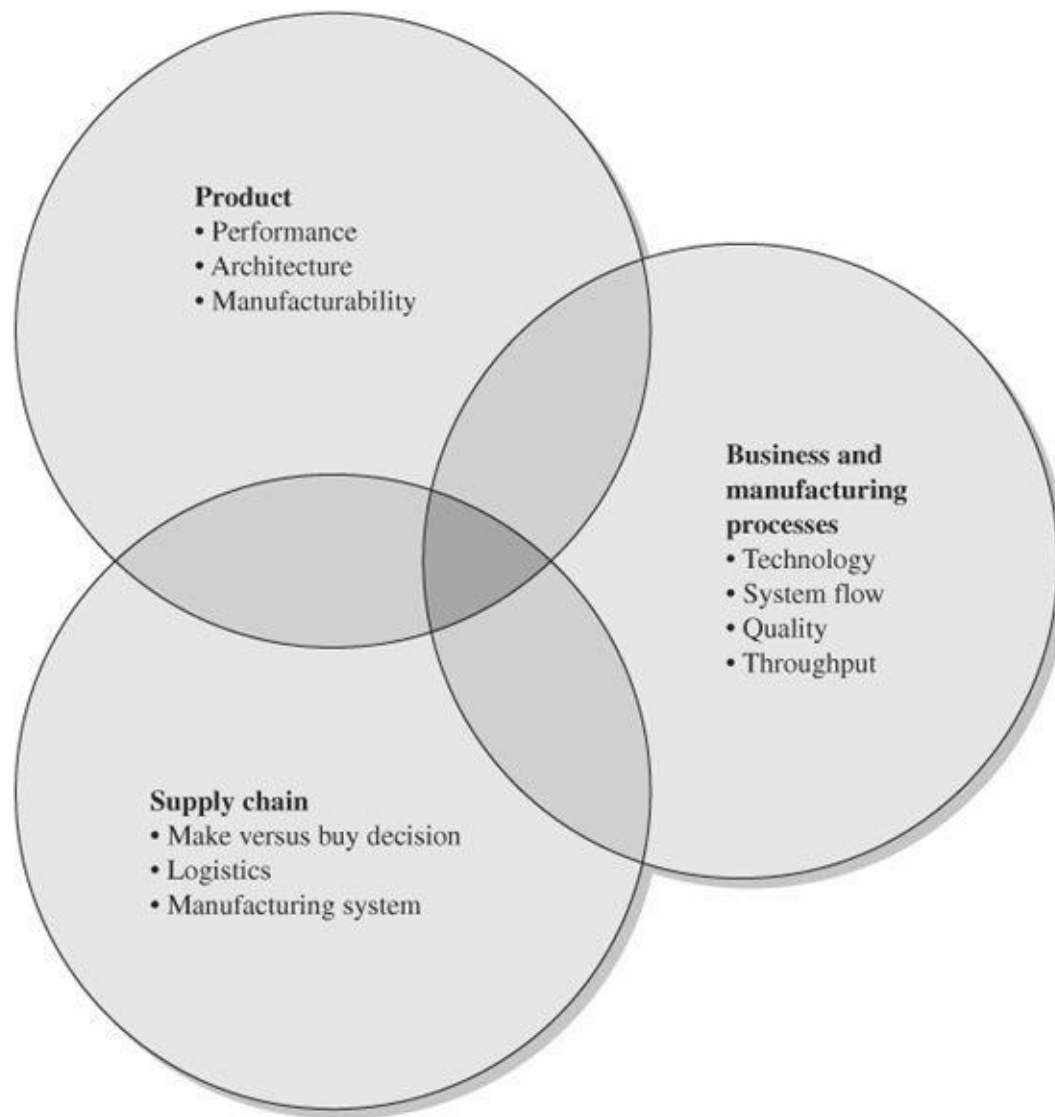 Product
• Performance
• Architecture
• Manufacturability
Business and
manufacturing
processes
• Technology
• System flow
• Quality
• Throughput
Supply chain
• Make versus buy decision
• Logistics
• Manufacturing system